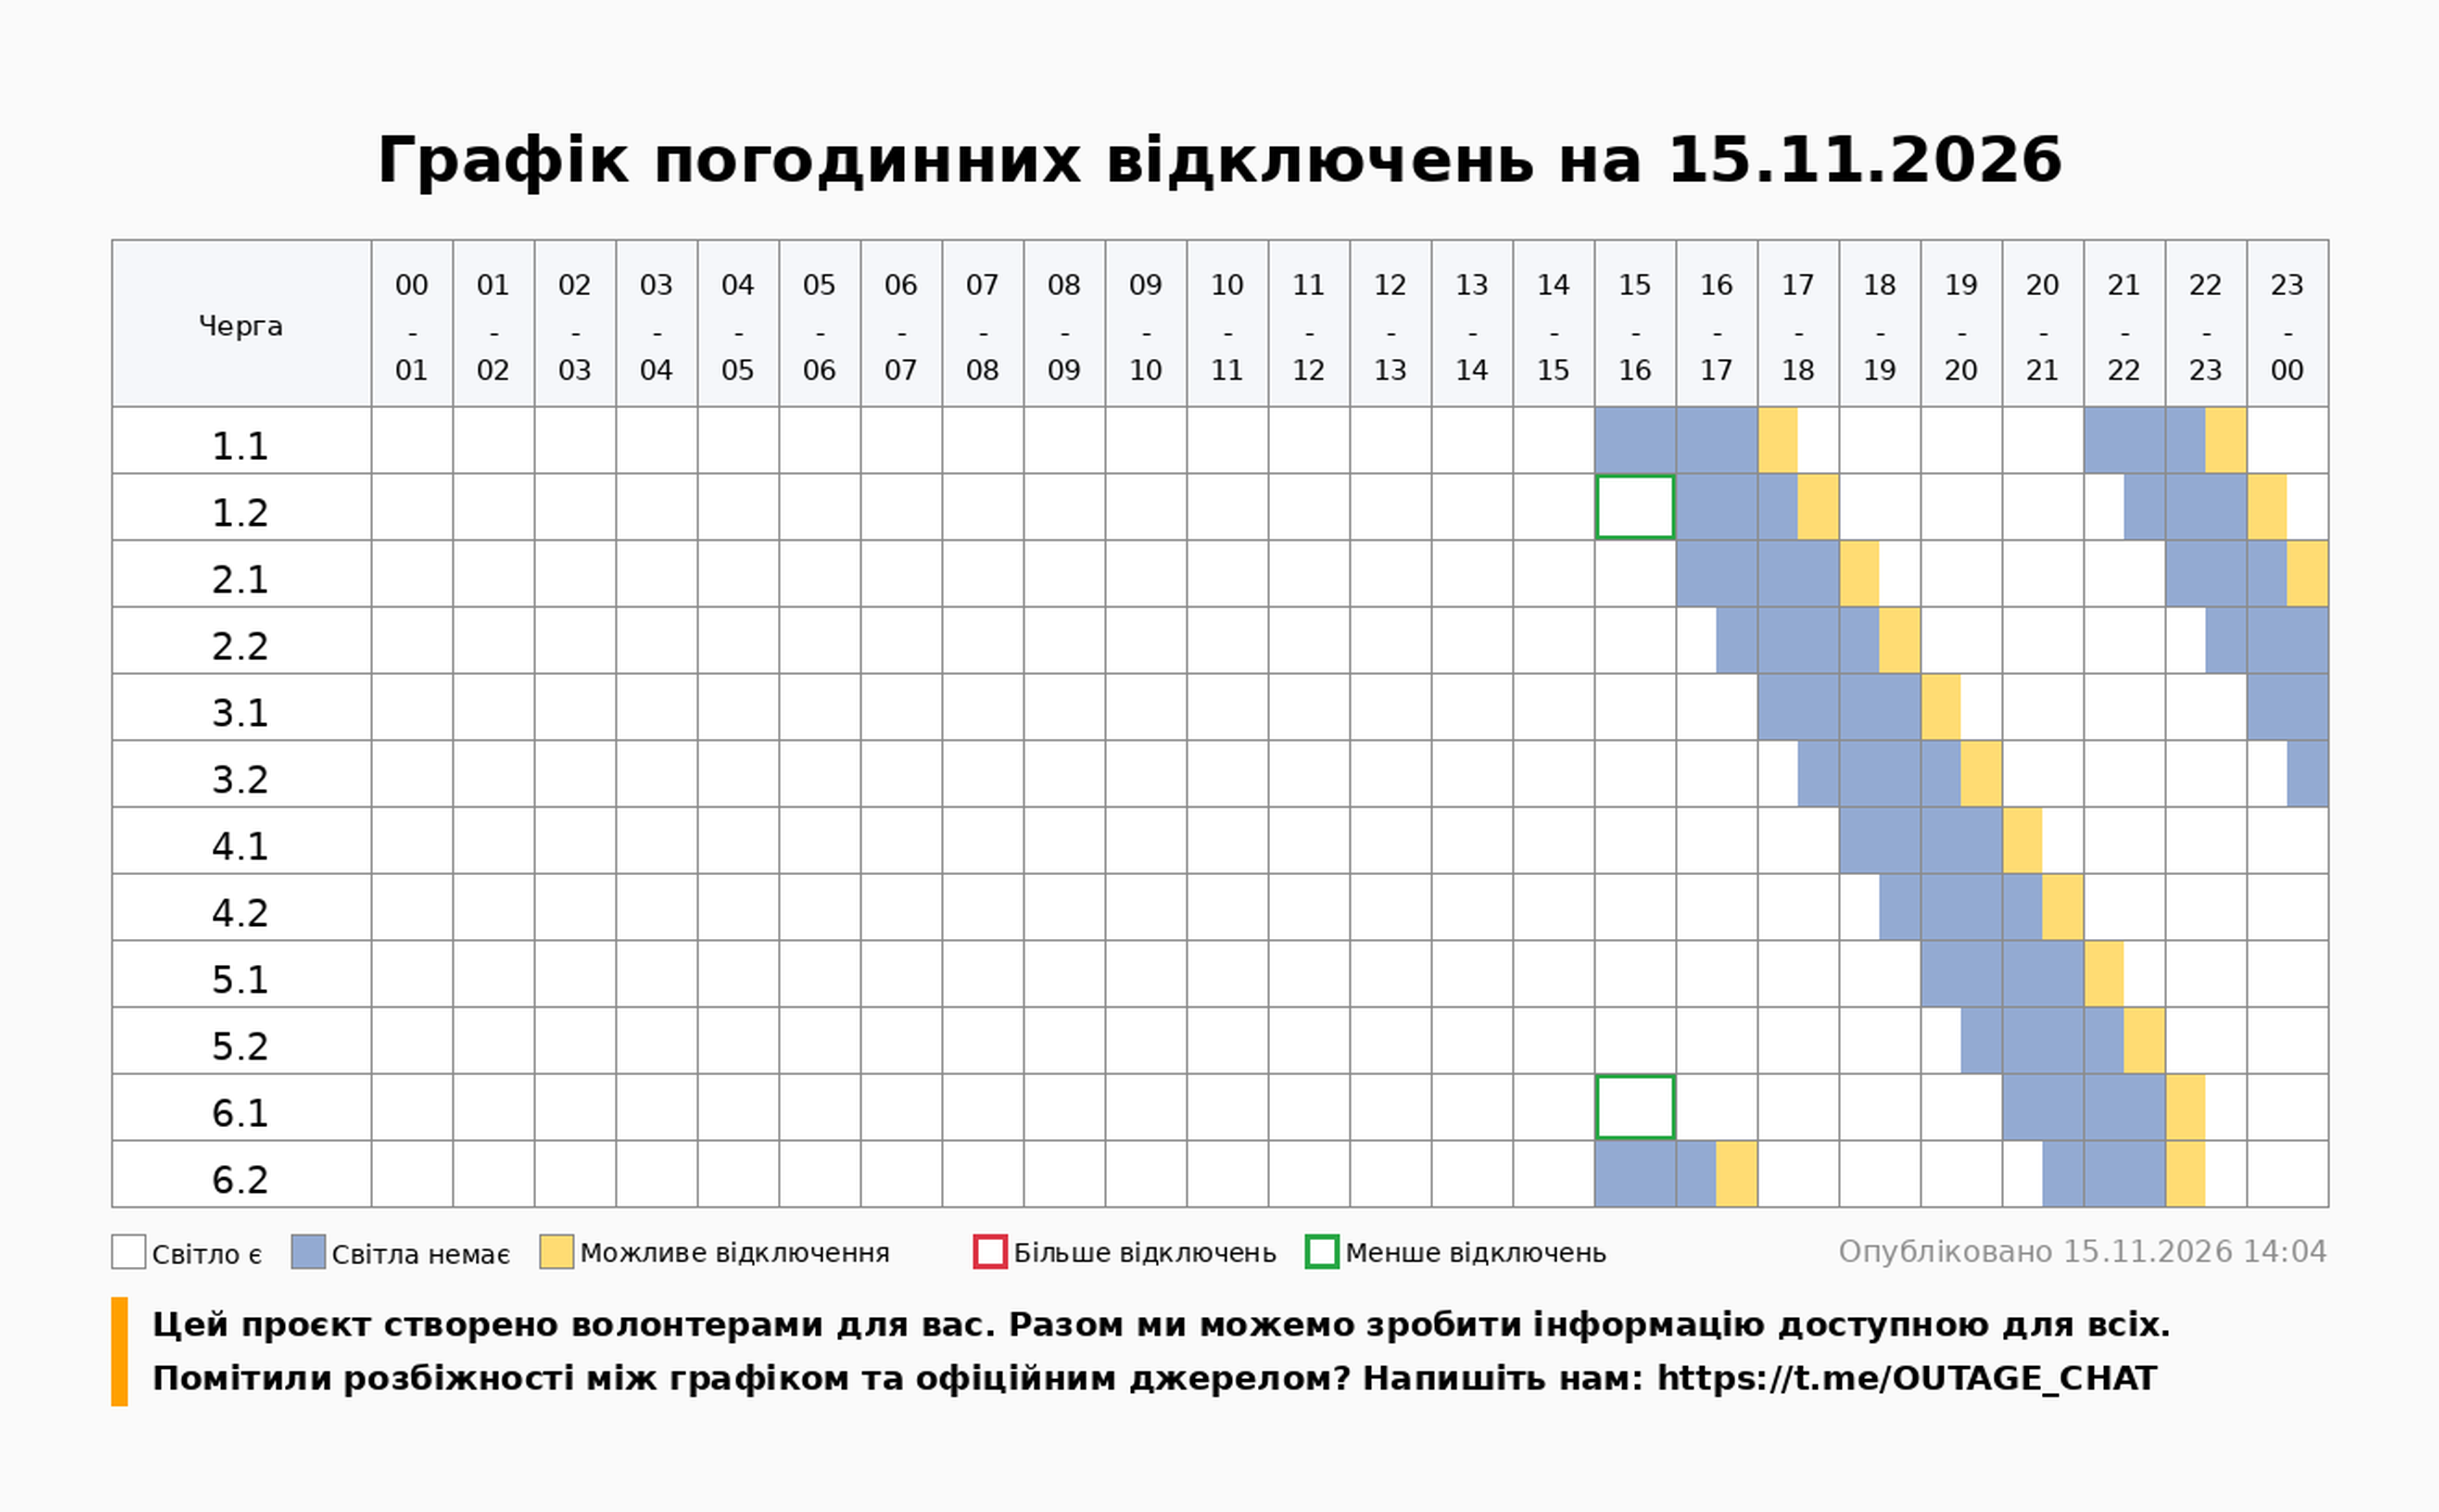 Графік погодинних відключень на 15.11.2026
Черга 00 - 01 01 - 02 02 - 03 03 - 04 04 - 05 05 - 06 06 - 07 07 - 08 08 - 09 09 - 10 10 - 11 11 - 12 12 - 13 13 - 14 14 - 15 15 - 16 16 - 17 17 - 18 18 - 19 19 - 20 20 - 21 21 - 22 22 - 23 23 - 00
1.1
1.2
2.1
2.2
3.1
3.2
4.1
4.2
5.1
5.2
6.1
6.2
Світло є Світла немає Можливе відключення Більше відключень Менше відключень Опубліковано 15.11.2026 14:04
Цей проєкт створено волонтерами для вас. Разом ми можемо зробити інформацію доступною для всіх.
Помітили розбіжності між графіком та офіційним джерелом? Напишіть нам: https://t.me/OUTAGE_CHAT